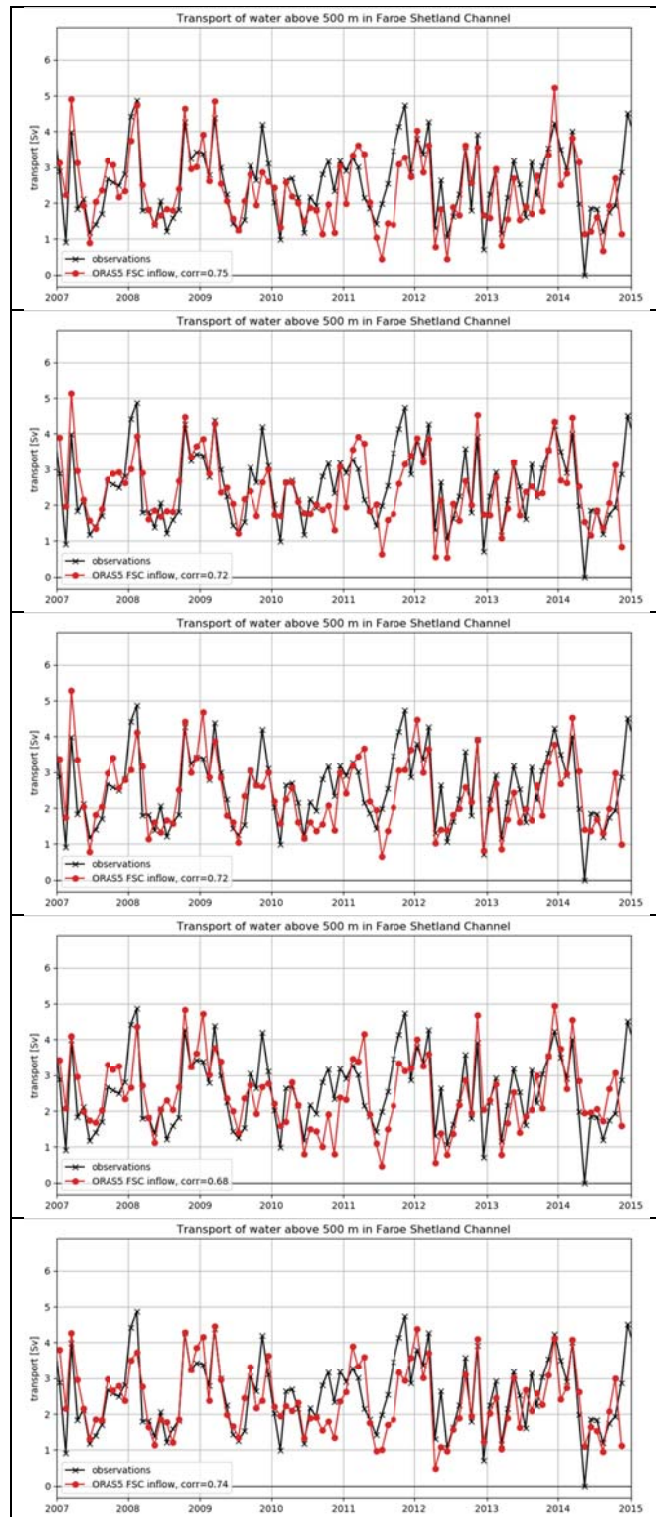 Transport of water above 500 m in Faroe Shetland Channel
6
5
4
3
2
1
0
transport [Sv]
observations
ORAS5 FSC inflow, corr=0.75
2007 2008 2009 2010 2011 2012 2013 2014 2015
Transport of water above 500 m in Faroe Shetland Channel
6
5
4
3
2
1
0
transport [Sv]
observations
ORAS5 FSC inflow, corr=0.72
2007 2008 2009 2010 2011 2012 2013 2014 2015
Transport of water above 500 m in Faroe Shetland Channel
6
5
4
3
2
1
0
transport [Sv]
observations
ORAS5 FSC inflow, corr=0.72
2007 2008 2009 2010 2011 2012 2013 2014 2015
Transport of water above 500 m in Faroe Shetland Channel
6
5
4
3
2
1
0
transport [Sv]
observations
ORAS5 FSC inflow, corr=0.68
2007 2008 2009 2010 2011 2012 2013 2014 2015
Transport of water above 500 m in Faroe Shetland Channel
6
5
4
3
2
1
0
transport [Sv]
observations
ORAS5 FSC inflow, corr=0.74
2007 2008 2009 2010 2011 2012 2013 2014 2015